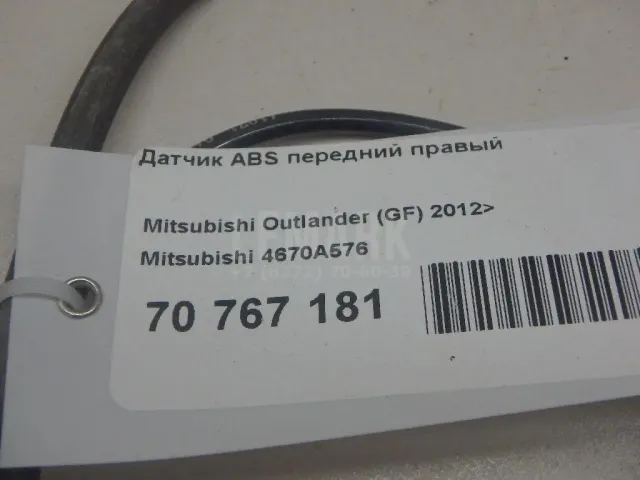 Датчик ABS передний правый
Mitsubishi Outlander (GF) 2012>
Mitsubishi 4670A576
70 767 181